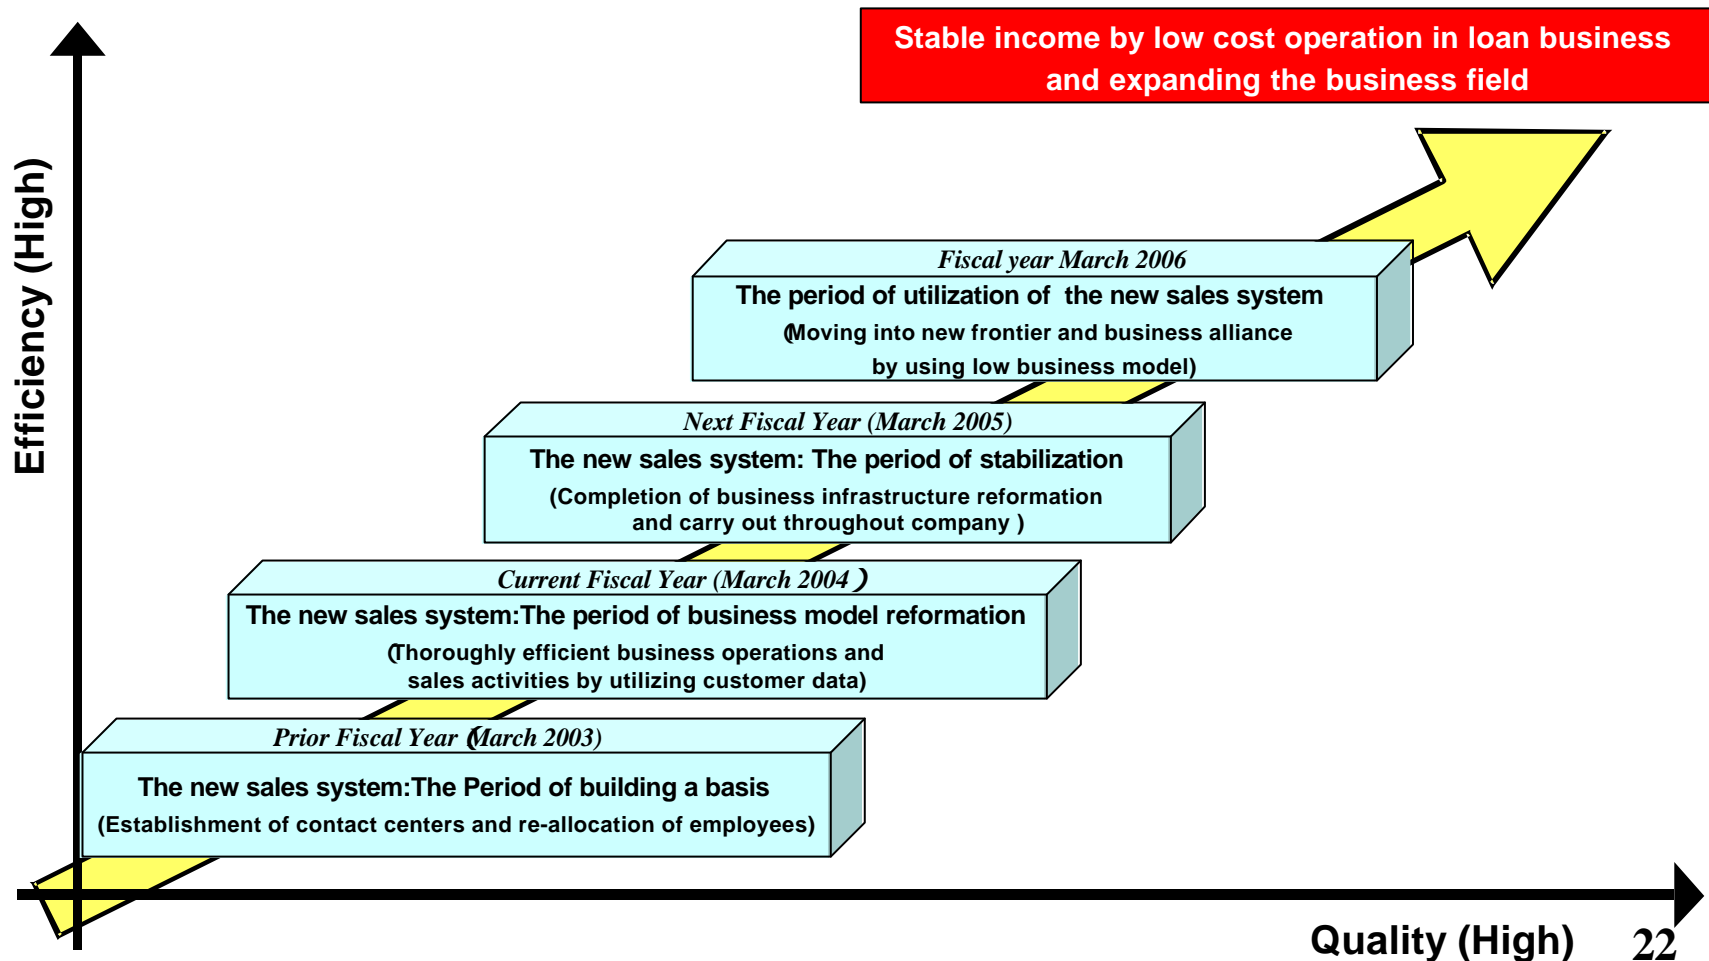 Stable income by low cost operation in loan business
and expanding the business field
Efficiency (High)
Fiscal year March 2006
The period of utilization of the new sales system
(Moving into new frontier and business alliance
by using low business model)
Next Fiscal Year (March 2005)
The new sales system: The period of stabilization
(Completion of business infrastructure reformation
and carry out throughout company )
Current Fiscal Year (March 2004 )
The new sales system:The period of business model reformation
(Thoroughly efficient business operations and
sales activities by utilizing customer data)
Prior Fiscal Year (March 2003)
The new sales system:The Period of building a basis
(Establishment of contact centers and re-allocation of employees)
Quality (High)
22